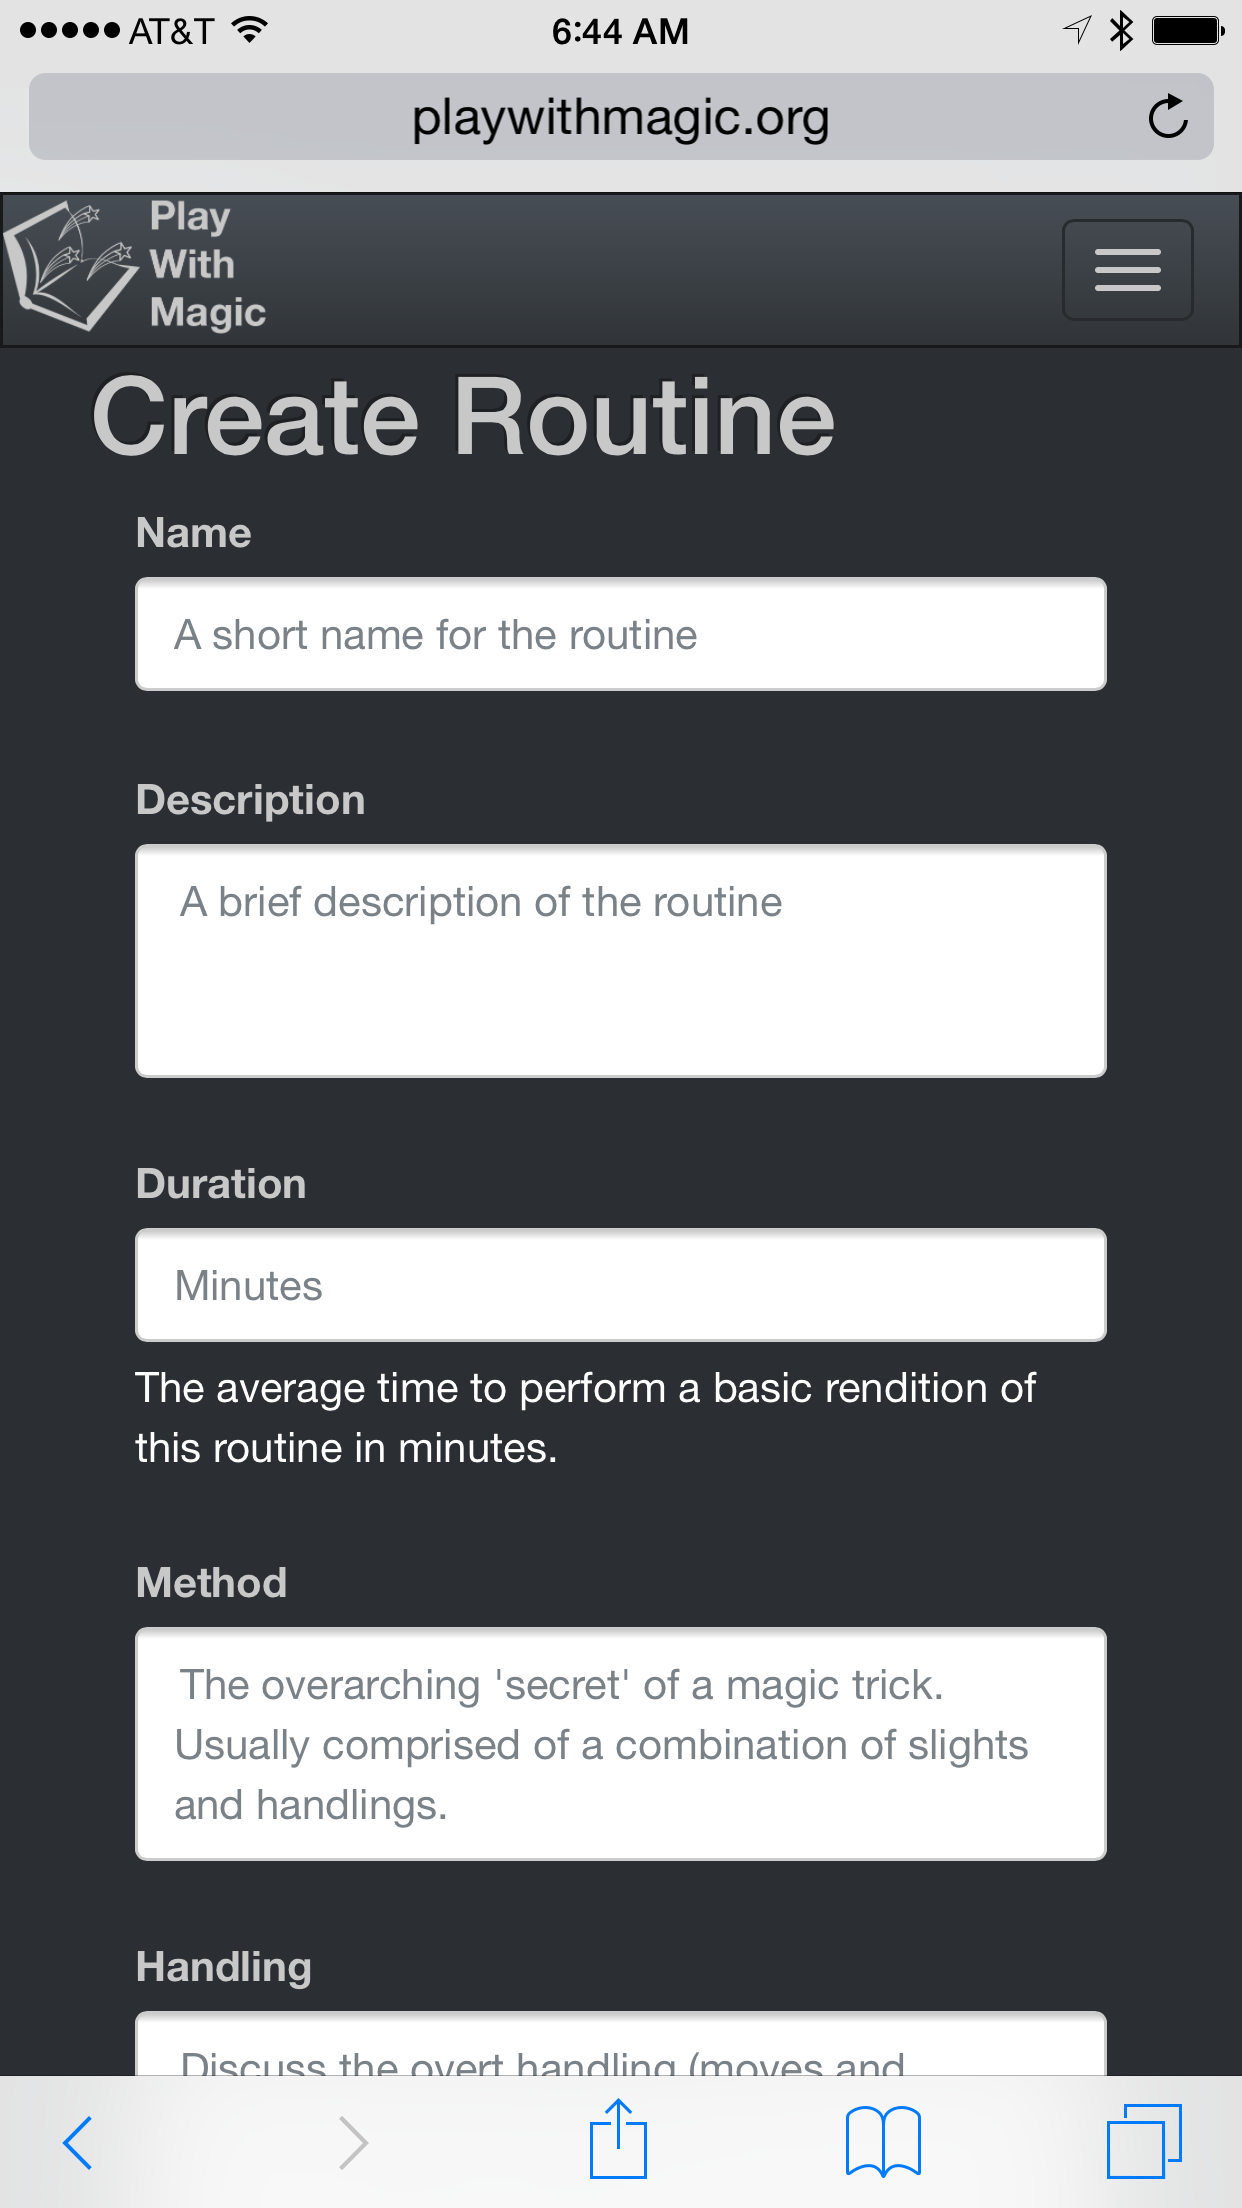 AT&T 6:44 AM
playwithmagic.org
Play
With
Magic
Create Routine
Name
A short name for the routine
Description
A brief description of the routine
Duration
Minutes
The average time to perform a basic rendition of
this routine in minutes.
Method
The overarching 'secret' of a magic trick.
Usually comprised of a combination of slights
and handlings.
Handling
Discuss the overt handling (moves and